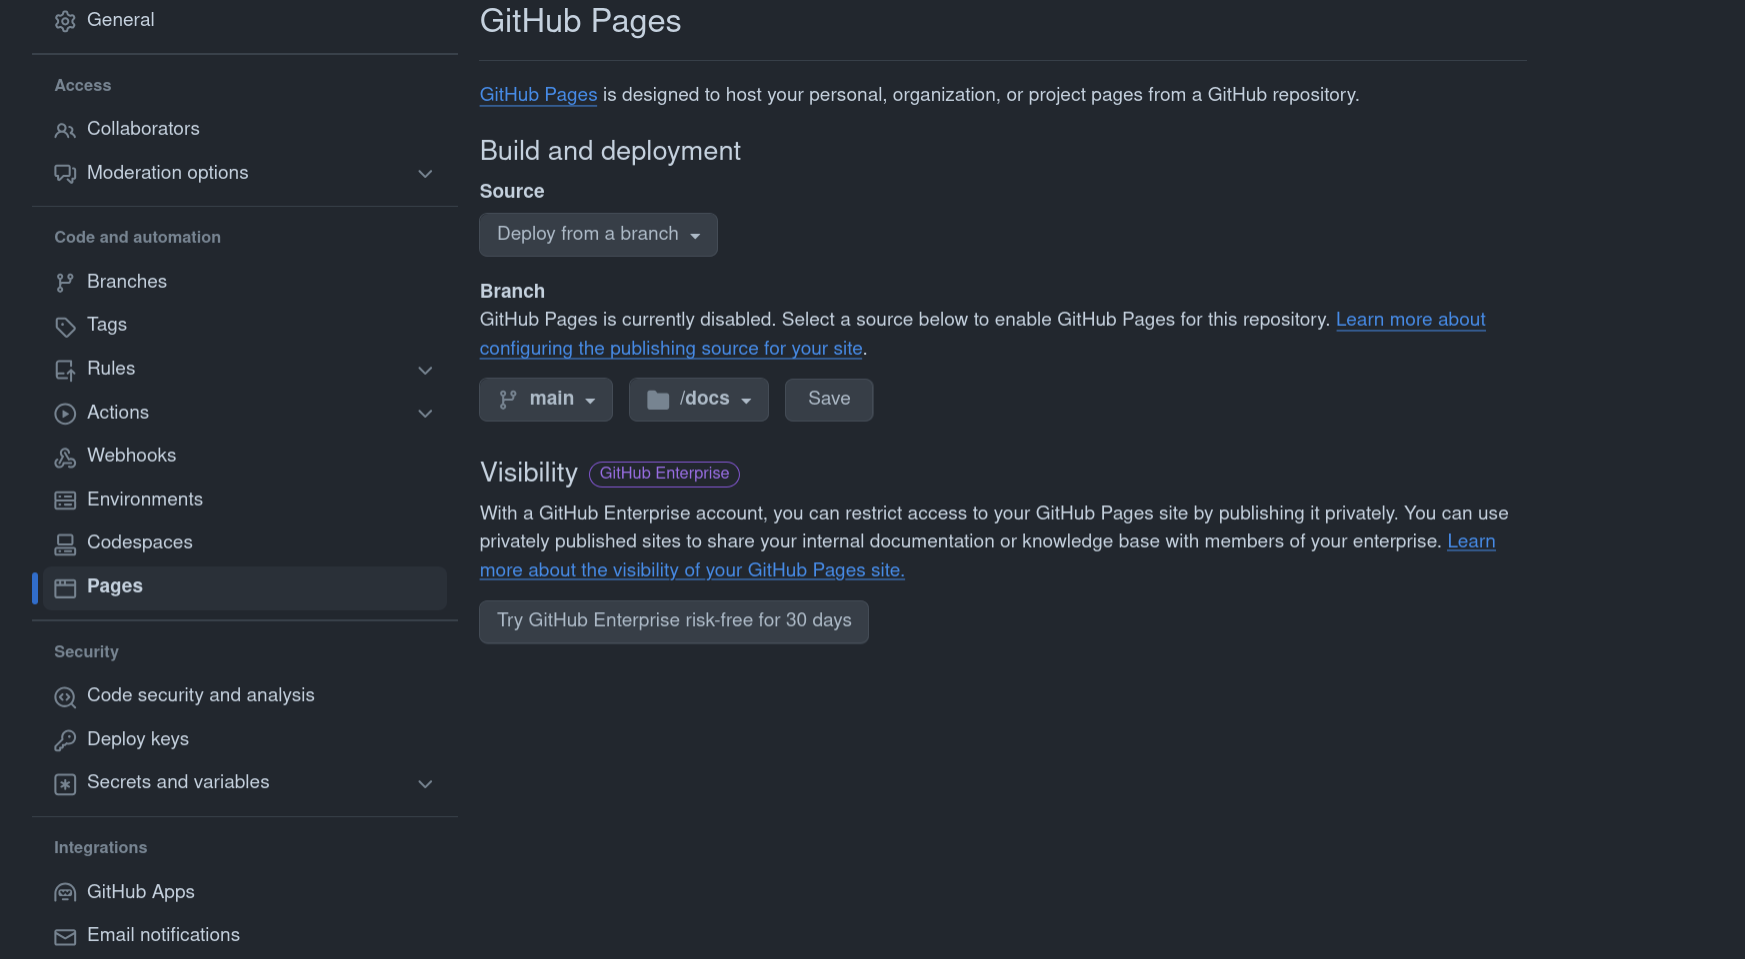 General
Access
Collaborators
Moderation options
Code and automation
Branches
Tags
Rules
Actions
Webhooks
Environments
Codespaces
Pages
Security
Code security and analysis
Deploy keys
Secrets and variables
Integrations
GitHub Apps
Email notifications
GitHub Pages
GitHub Pages is designed to host your personal, organization, or project pages from a GitHub repository.
Build and deployment
Source
Deploy from a branch
Branch
GitHub Pages is currently disabled. Select a source below to enable GitHub Pages for this repository. Learn more about
configuring the publishing source for your site.
main /docs Save
Visibility GitHub Enterprise
With a GitHub Enterprise account, you can restrict access to your GitHub Pages site by publishing it privately. You can use
privately published sites to share your internal documentation or knowledge base with members of your enterprise. Learn
more about the visibility of your GitHub Pages site.
Try GitHub Enterprise risk-free for 30 days